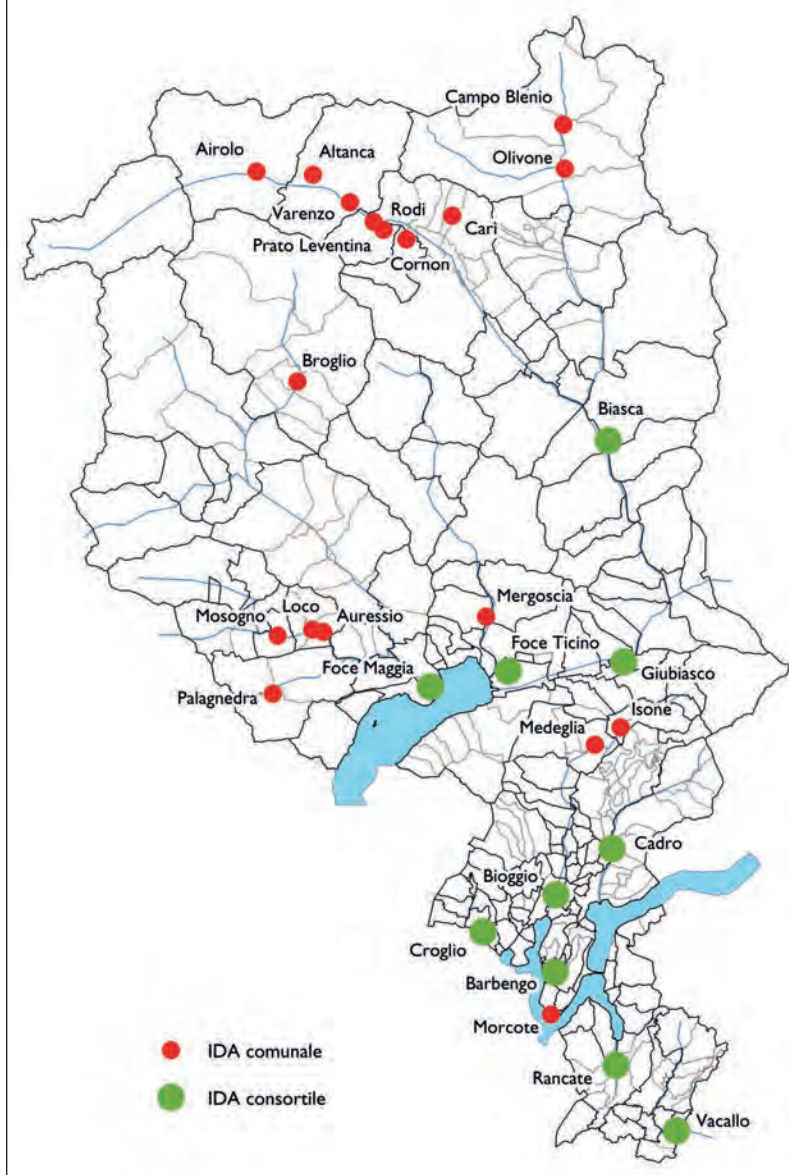 Campo Blenio
Airolo
Altanca
Olivone
Varenzo
Rodi
Carì
Prato Leventina
Cornon
Broglio
Biasca
Mergoscia
Mosogno
Loco
Auressio
Foce Ticino
Foce Maggia
Giubiasco
Palagnedra
Isone
Medeglia
Cadro
Bioggio
Croglio
Barbengo
Morcote
IDA comunale
Rancate
IDA consortile
Vacallo